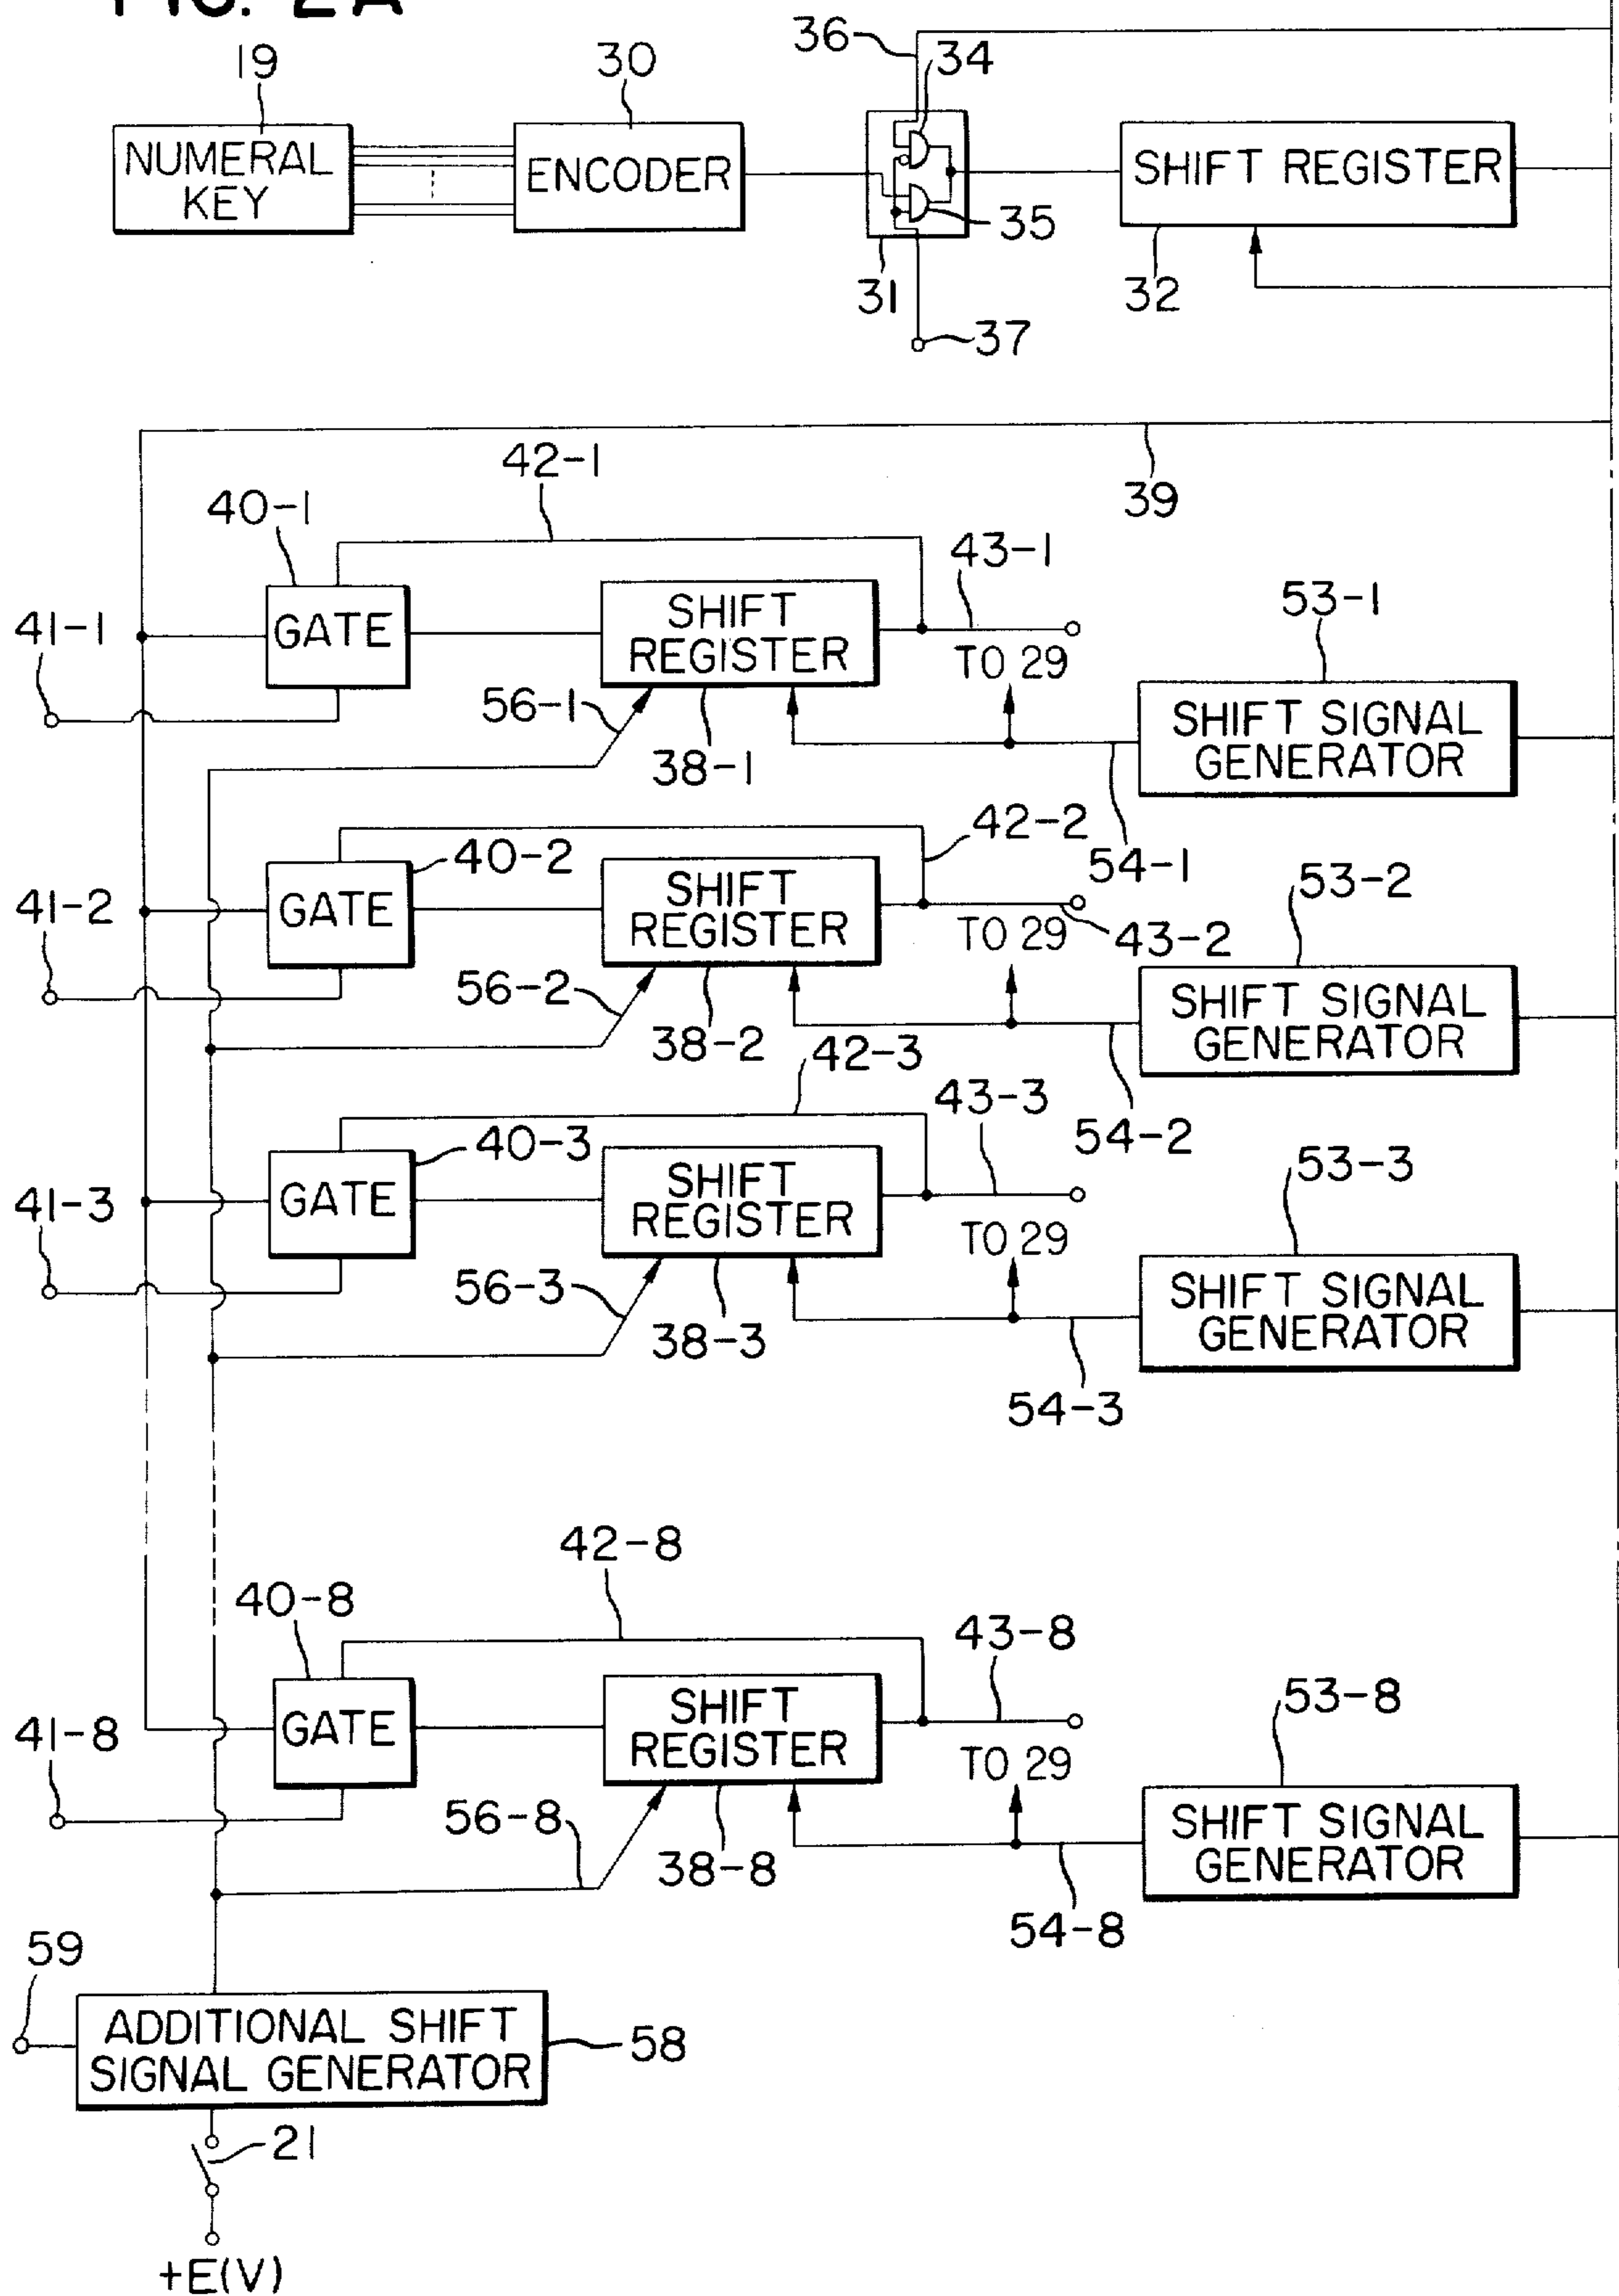 FIG. 2A
36
34
19
30
NUMERAL
KEY
ENCODER
SHIFT REGISTER
35
31
32
37
39
42-1
40-1
43-1
41-1
GATE
SHIFT
REGISTER
TO 29
53-1
56-1
38-1
SHIFT SIGNAL
GENERATOR
54-1
42-2
40-2
41-2
GATE
SHIFT
REGISTER
TO 29
43-2
53-2
56-2
38-2
SHIFT SIGNAL
GENERATOR
54-2
42-3
40-3
43-3
41-3
GATE
SHIFT
REGISTER
TO 29
53-3
56-3
38-3
SHIFT SIGNAL
GENERATOR
54-3
42-8
40-8
43-8
41-8
GATE
SHIFT
REGISTER
TO 29
53-8
56-8
38-8
SHIFT SIGNAL
GENERATOR
54-8
59
ADDITIONAL SHIFT
SIGNAL GENERATOR
58
21
+E(V)